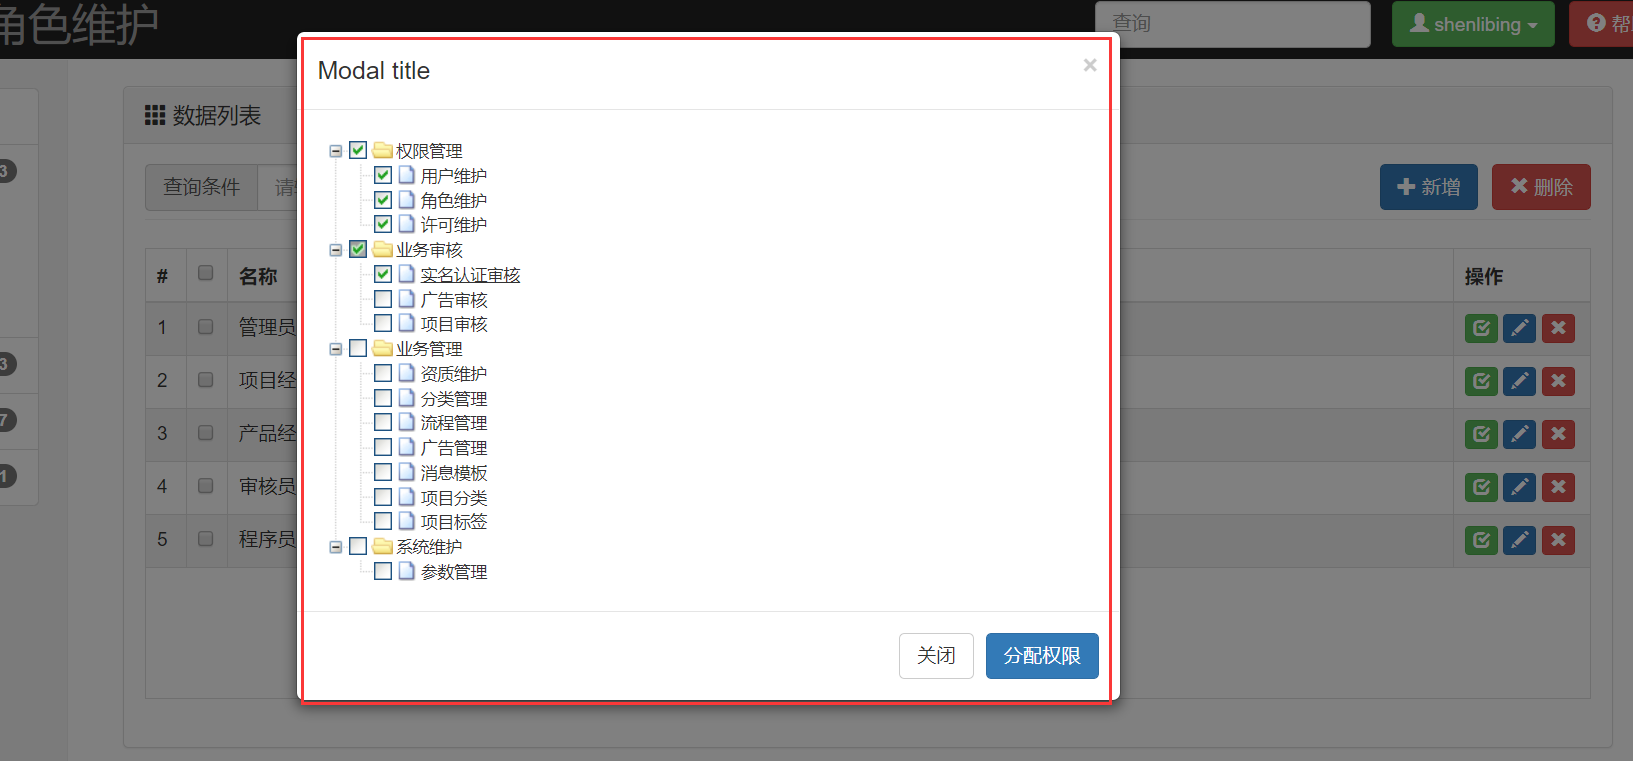 角色维护
查询
shenlibing
帮
Modal title
×
数据列表
3
查询条件
请
新增
删除
权限管理
用户维护
角色维护
许可维护
业务审核
实名认证审核
广告审核
项目审核
业务管理
资质维护
分类管理
流程管理
广告管理
消息模板
项目分类
项目标签
系统维护
参数管理
# 名称 操作
1 管理员
2 项目经
3
3 产品经
7
4 审核员
1
5 程序员
关闭
分配权限